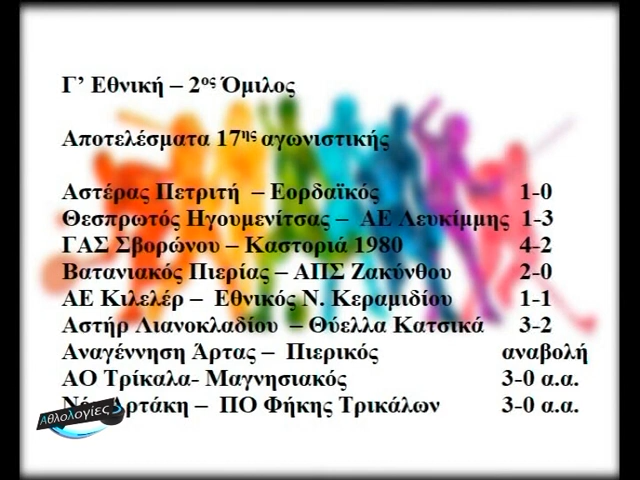 Γ’ Εθνική – 2ος Όμιλος
Αποτελέσματα 17ης αγωνιστικής
Αστέρας Πετριτή – Εορδαϊκός 1-0
Θεσπρωτός Ηγουμενίτσας – ΑΕ Λευκίμμης 1-3
ΓΑΣ Σβορώνου – Καστοριά 1980 4-2
Βατανιακός Πιερίας – ΑΠΣ Ζακύνθου 2-0
ΑΕ Κιλελέρ – Εθνικός Ν. Κεραμιδίου 1-1
Αστήρ Λιανοκλαδίου – Θύελλα Κατσικά 3-2
Αναγέννηση Άρτας – Πιερικός αναβολή
ΑΟ Τρίκαλα- Μαγνησιακός 3-0 α.α.
Νέα Αρτάκη – ΠΟ Φήκης Τρικάλων 3-0 α.α.
Αθλολογίες